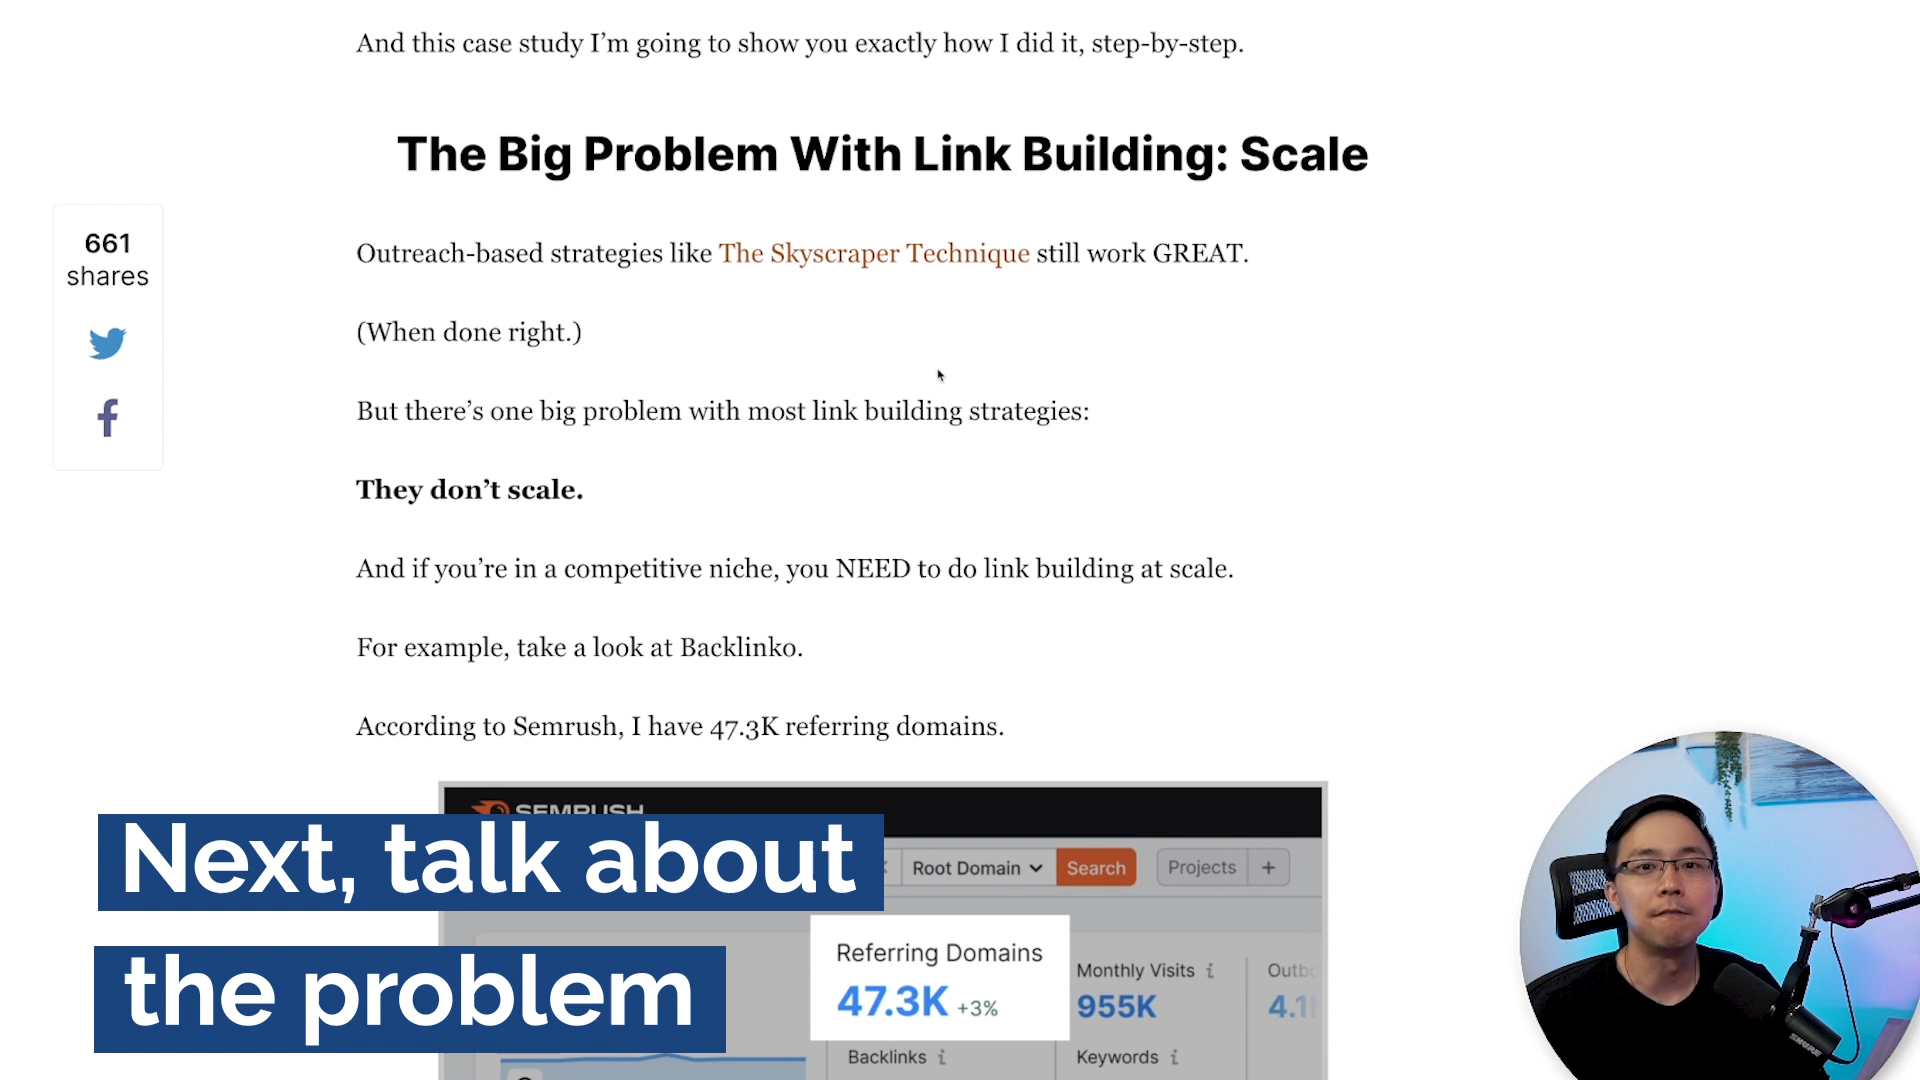 And this case study I’m going to show you exactly how I did it, step-by-step.
The Big Problem With Link Building: Scale
661
shares
Outreach-based strategies like The Skyscraper Technique still work GREAT.
(When done right.)
But there’s one big problem with most link building strategies:
They don’t scale.
And if you’re in a competitive niche, you NEED to do link building at scale.
For example, take a look at Backlinko.
According to Semrush, I have 47.3K referring domains.
SEMRUSH
Root Domain
Search
Projects
+
Next, talk about
the problem
Referring Domains
47.3K +3%
Monthly Visits i
955K
Backlinks i
Keywords i
SHURE